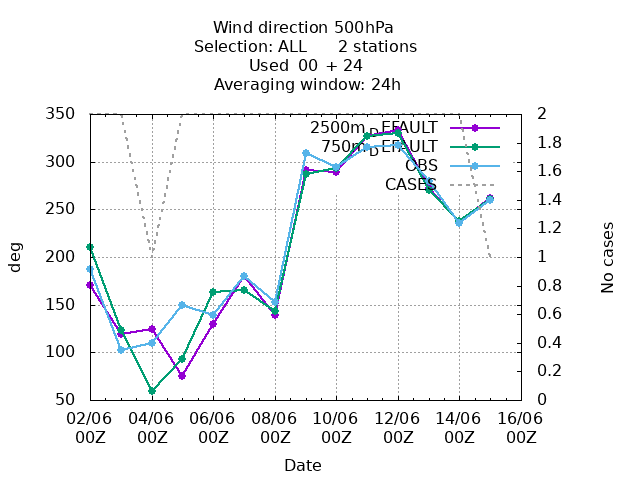 Wind direction 500hPa
Selection: ALL 2 stations
Used 00 + 24
Averaging window: 24h
350
300
250
200
150
100
50
2
1.8
1.6
1.4
1.2
1
0.8
0.6
0.4
0.2
0
2500m_DEFAULT
750m_DEFAULT
OBS
CASES
deg
No cases
02/06 04/06 06/06 08/06 10/06 12/06 14/06 16/06
00Z 00Z 00Z 00Z 00Z 00Z 00Z 00Z
Date